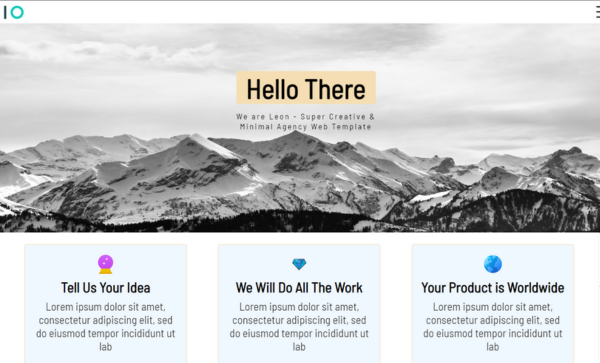 IO
Hello There
We are Leon - Super Creative &
Minimal Agency Web Template
Tell Us Your Idea
Lorem ipsum dolor sit amet,
consectetur adipiscing elit, sed
do eiusmod tempor incididunt ut
lab
We Will Do All The Work
Lorem ipsum dolor sit amet,
consectetur adipiscing elit, sed
do eiusmod tempor incididunt ut
lab
Your Product is Worldwide
Lorem ipsum dolor sit amet,
consectetur adipiscing elit, sed
do eiusmod tempor incididunt ut
lab